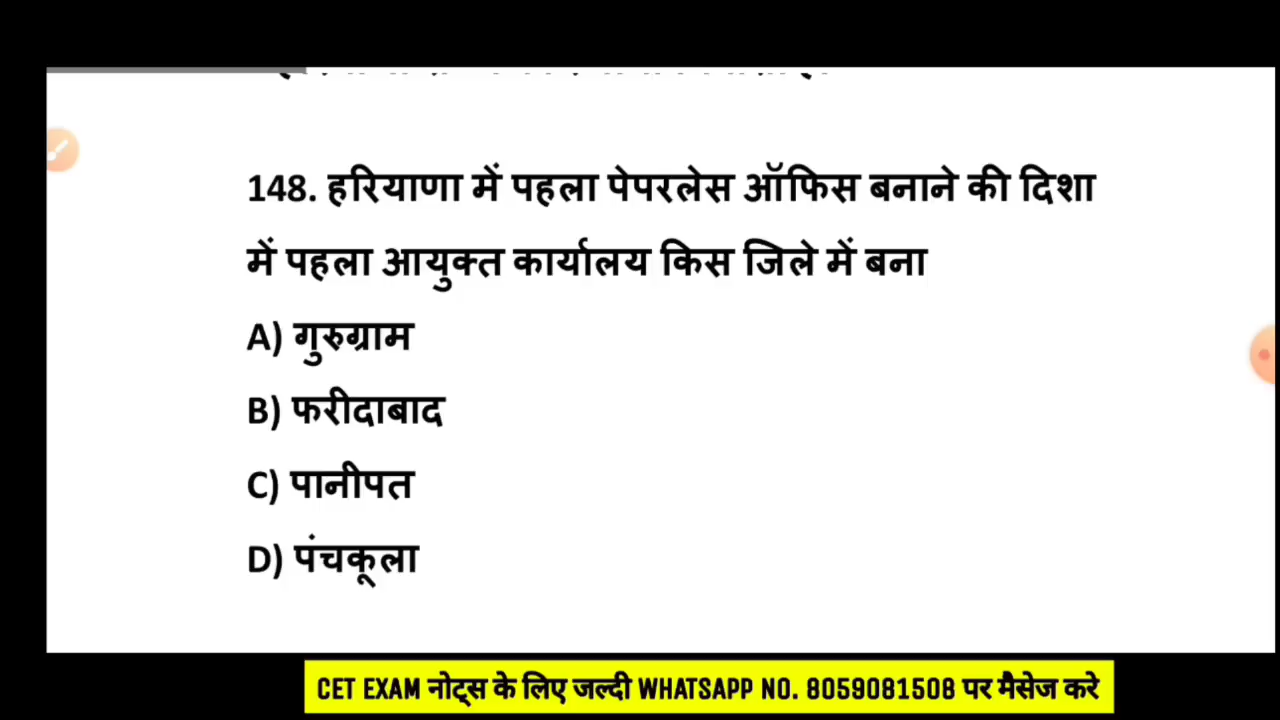 148. हरियाणा में पहला पेपरलेस ऑफिस बनाने की दिशा
में पहला आयुक्त कार्यालय किस जिले में बना
A) गुरुग्राम
B) फरीदाबाद
C) पानीपत
D) पंचकूला
CET EXAM नोट्स के लिए जल्दी WHATSAPP NO. 8059081508 पर मैसेज करे